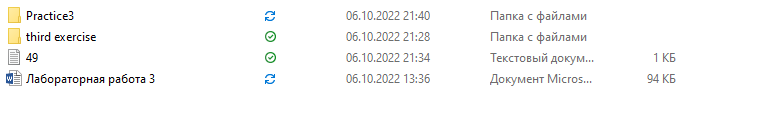 Practice3 06.10.2022 21:40 Папка с файлами
third exercise 06.10.2022 21:28 Папка с файлами
49 06.10.2022 21:34 Текстовый докум... 1 КБ
Лабораторная работа 3 06.10.2022 13:36 Документ Micros... 94 КБ